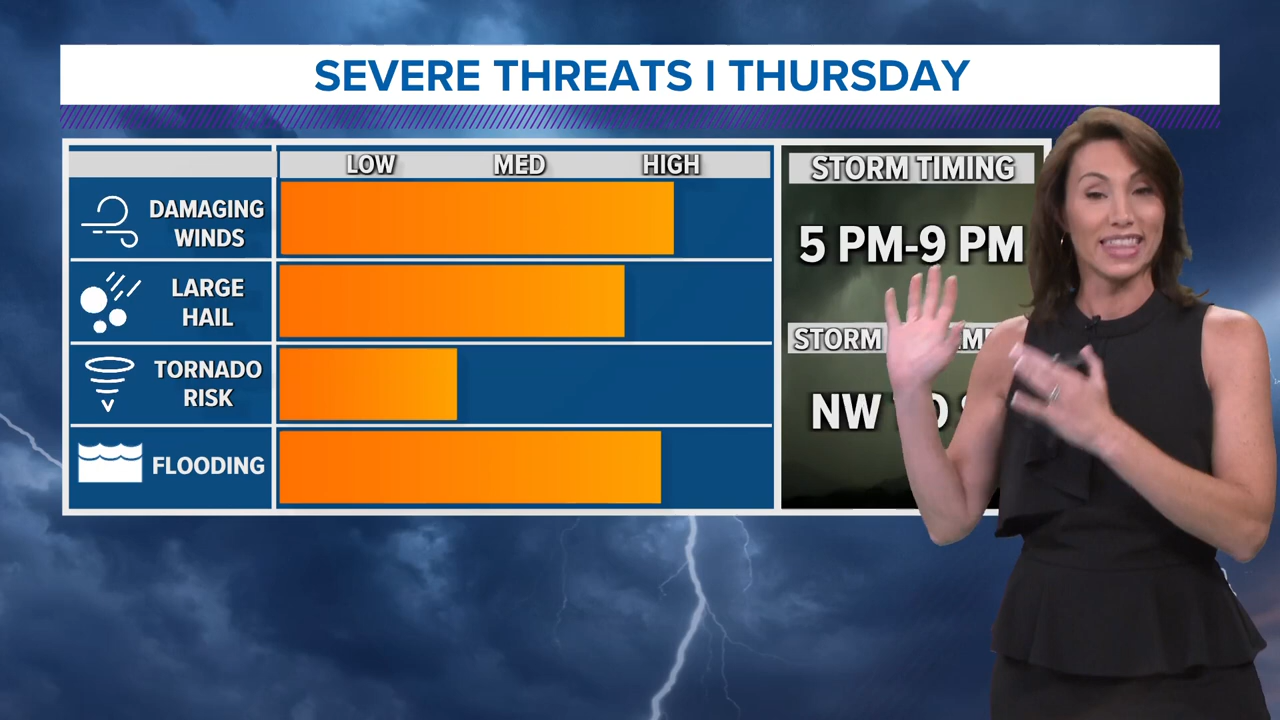 SEVERE THREATS | THURSDAY
LOW MED HIGH
DAMAGING
WINDS
LARGE
HAIL
TORNADO
RISK
FLOODING
STORM TIMING
5 PM-9 PM
STORM
NW TO